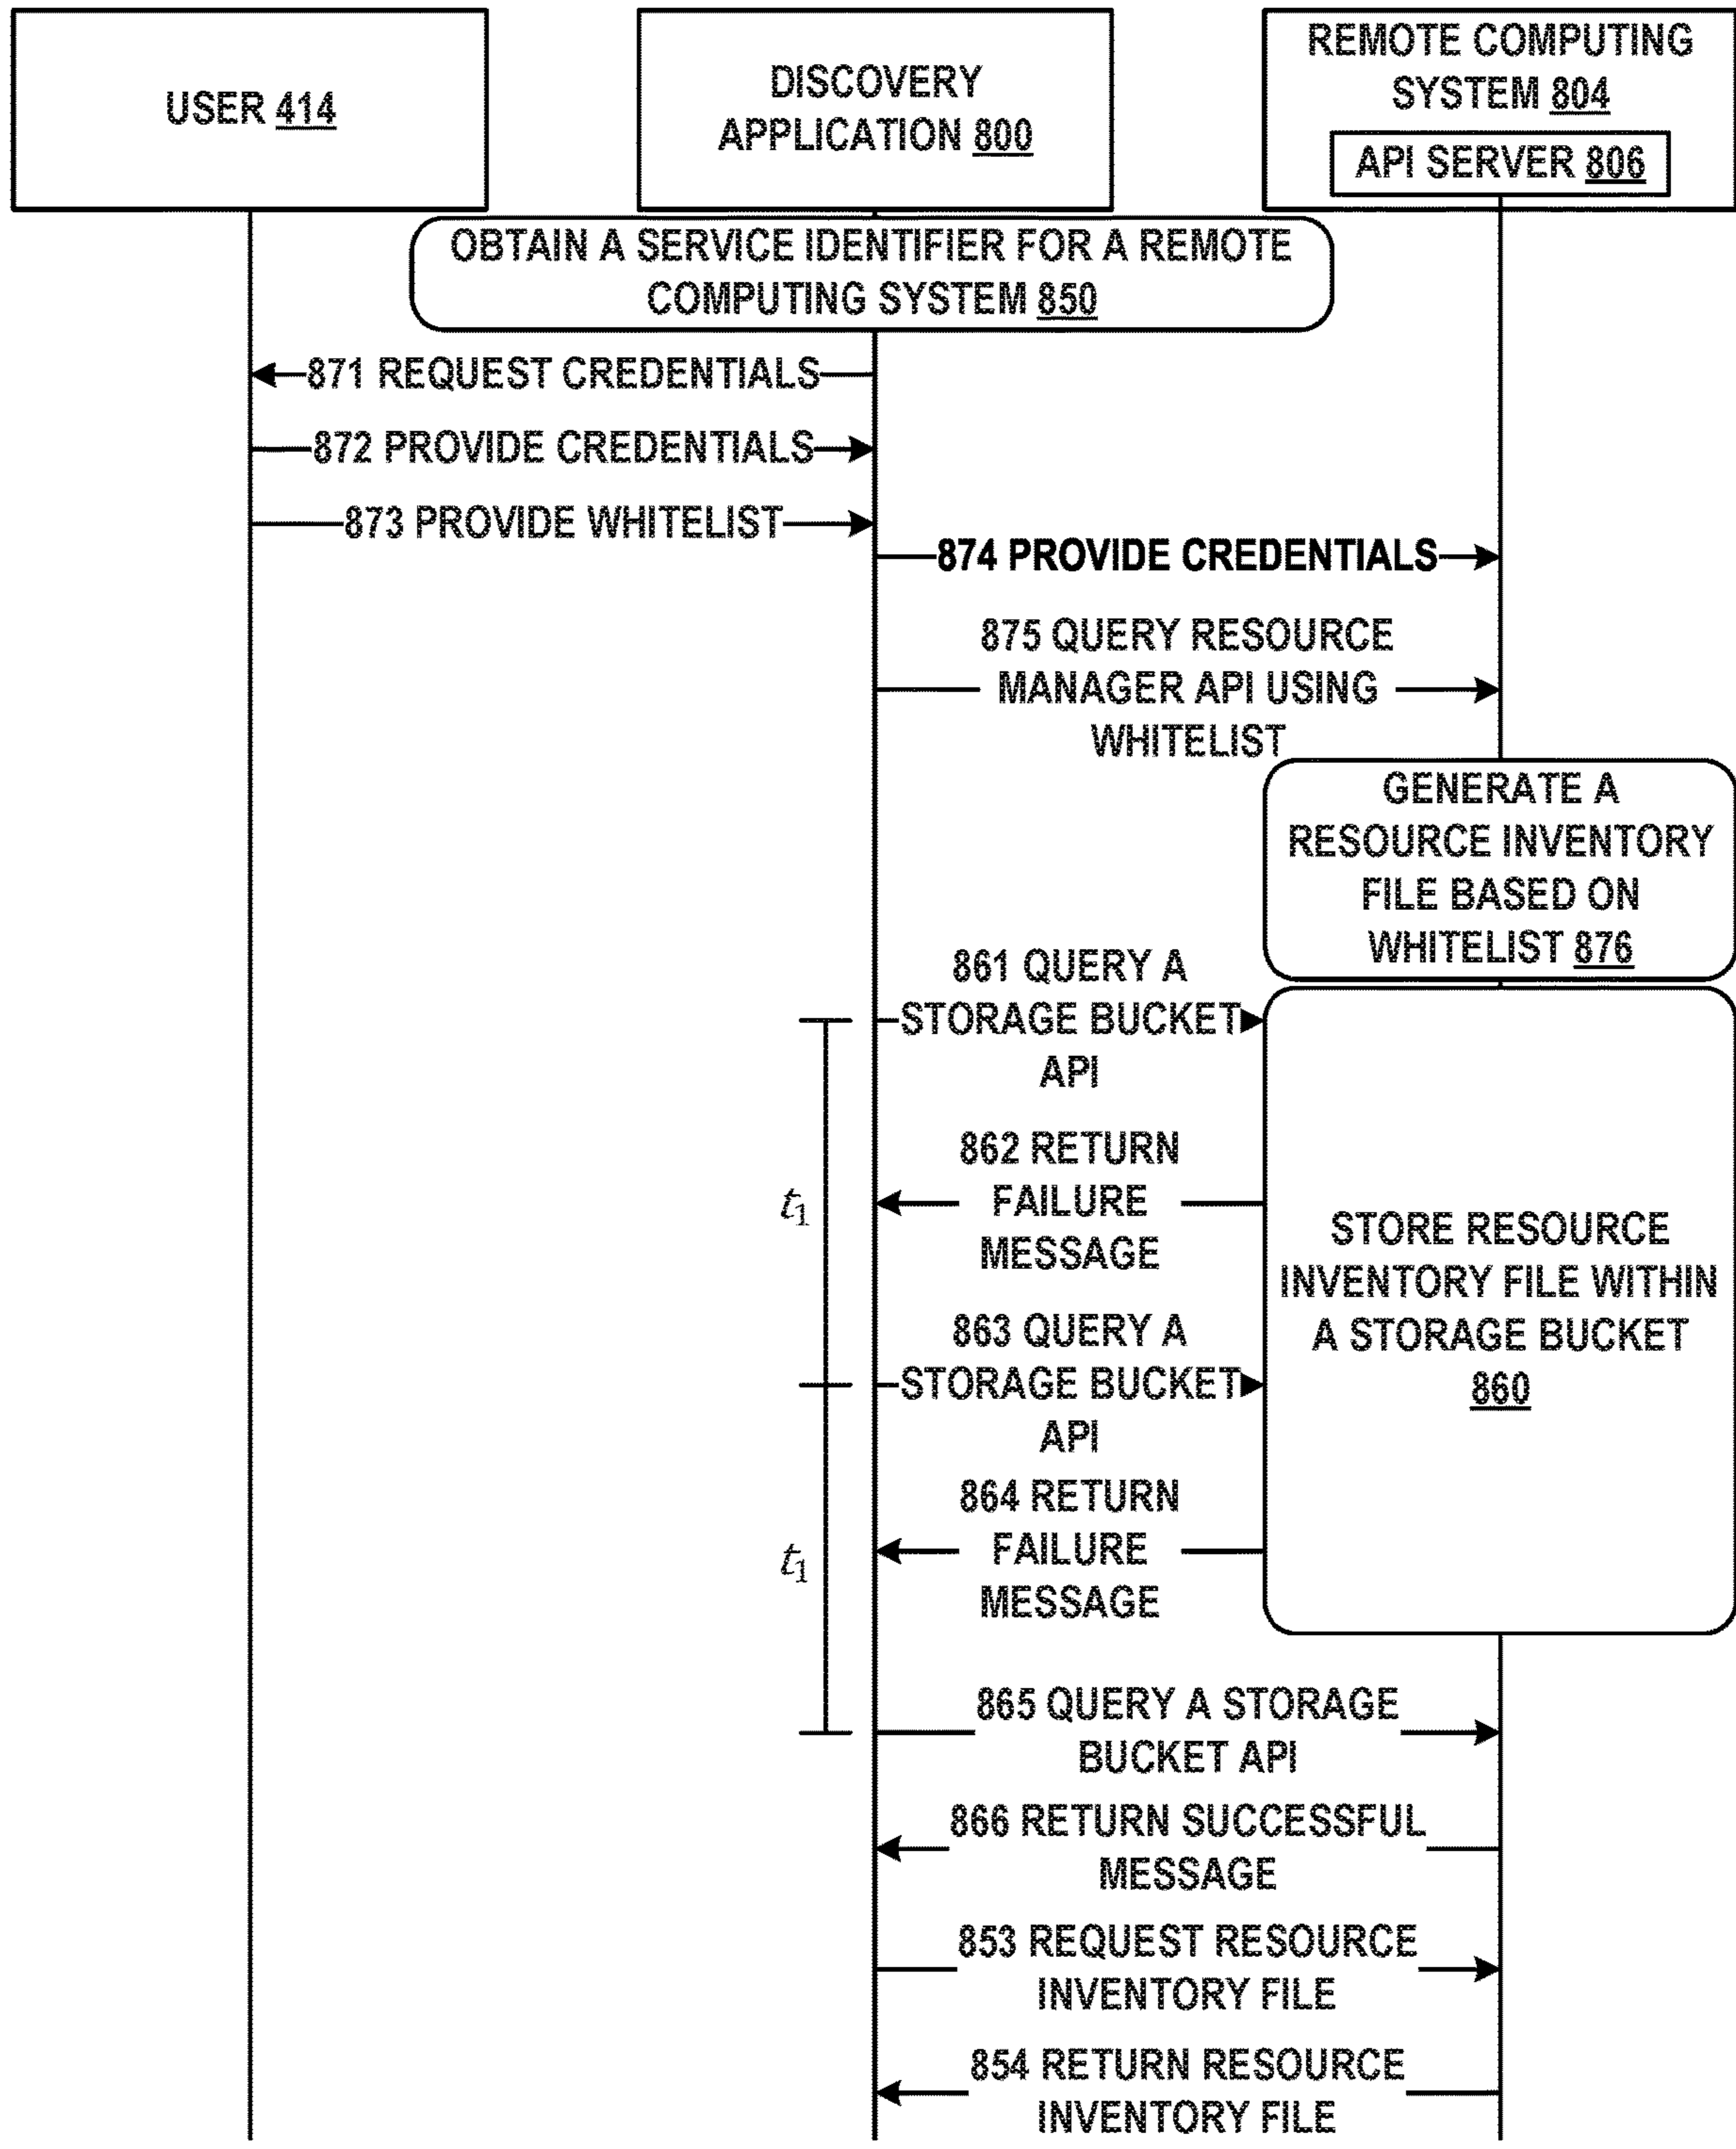 USER 414
DISCOVERY
APPLICATION 800
REMOTE COMPUTING
SYSTEM 804
API SERVER 806
OBTAIN A SERVICE IDENTIFIER FOR A REMOTE
COMPUTING SYSTEM 850
871 REQUEST CREDENTIALS
872 PROVIDE CREDENTIALS
873 PROVIDE WHITELIST
874 PROVIDE CREDENTIALS
875 QUERY RESOURCE
MANAGER API USING
WHITELIST
GENERATE A
RESOURCE INVENTORY
FILE BASED ON
WHITELIST 876
861 QUERY A
STORAGE BUCKET
API
862 RETURN
FAILURE
MESSAGE
t₁
STORE RESOURCE
INVENTORY FILE WITHIN
A STORAGE BUCKET
860
863 QUERY A
STORAGE BUCKET
API
864 RETURN
FAILURE
MESSAGE
t₁
865 QUERY A STORAGE
BUCKET API
866 RETURN SUCCESSFUL
MESSAGE
853 REQUEST RESOURCE
INVENTORY FILE
854 RETURN RESOURCE
INVENTORY FILE